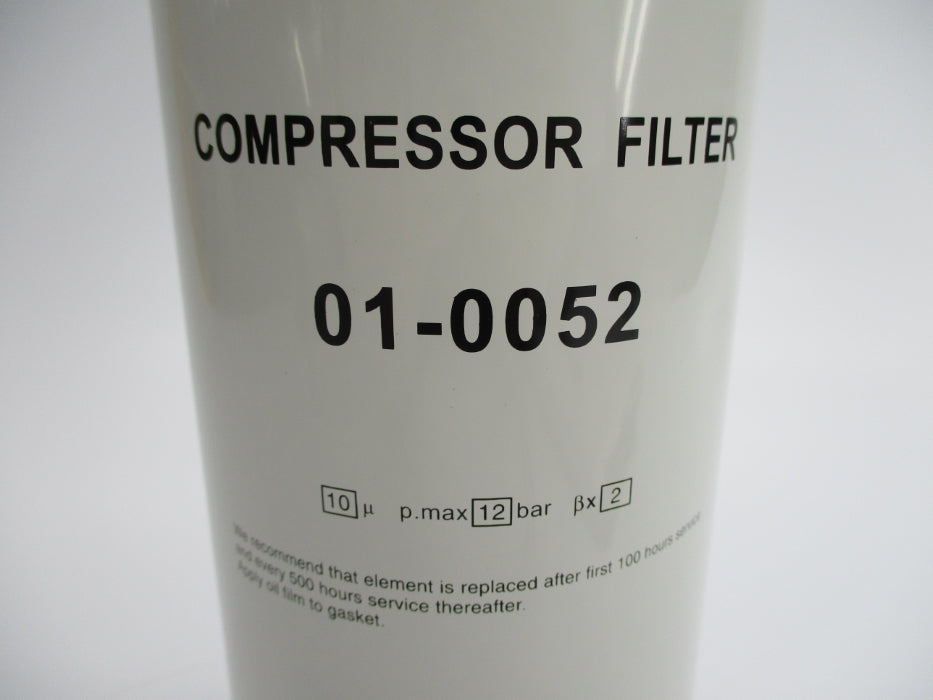 COMPRESSOR FILTER
01-0052
10 μ p.max 12 bar βx 2
We recommend that element is replaced after first 100 hours service
and every 500 hours service thereafter.
Apply oil film to gasket.